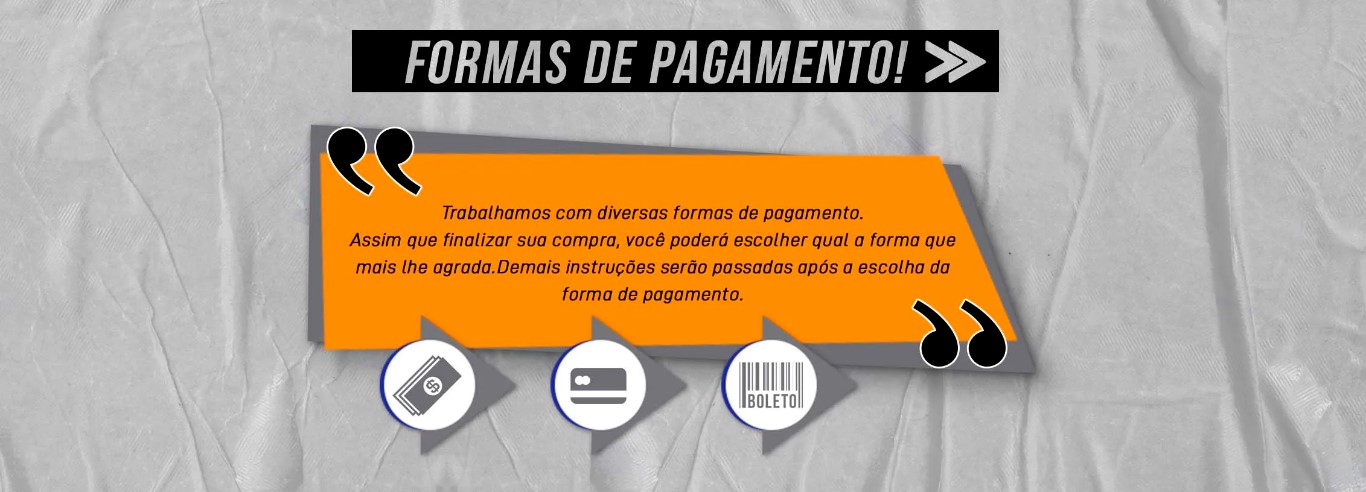 FORMAS DE PAGAMENTO!
Trabalhamos com diversas formas de pagamento.
Assim que finalizar sua compra, você poderá escolher qual a forma que
mais lhe agrada.Demais instruções serão passadas após a escolha da
forma de pagamento.
BOLETO